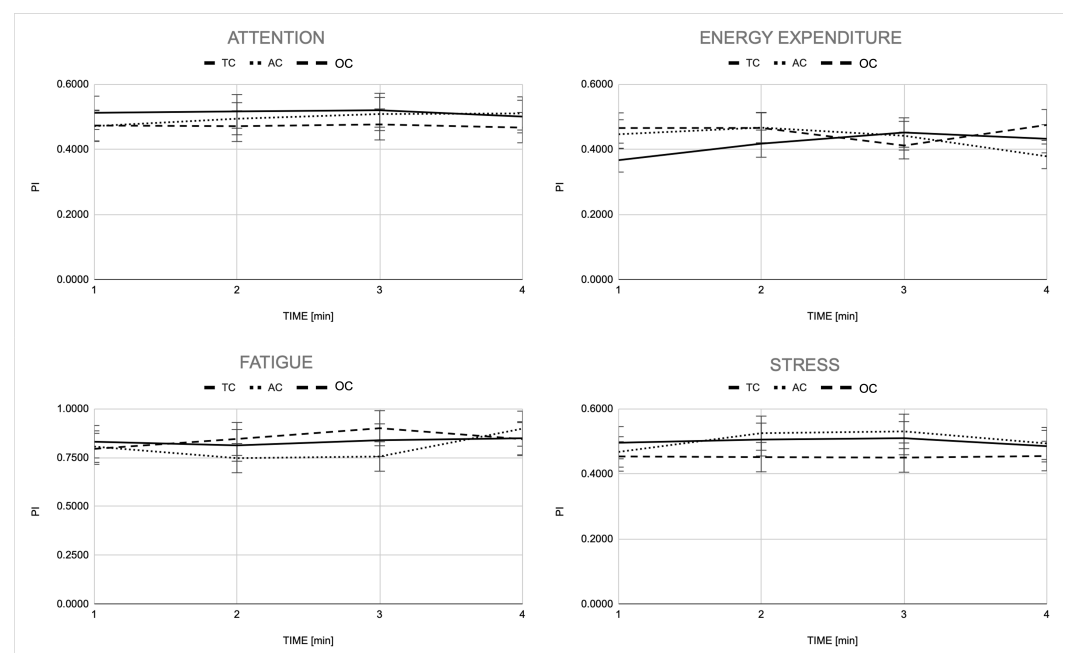 ATTENTION
TC AC OC
0.6000
0.4000
0.2000
0.0000
PI
1 2 3 4
TIME [min]
ENERGY EXPENDITURE
TC AC OC
0.6000
0.4000
0.2000
0.0000
PI
1 2 3 4
TIME [min]
FATIGUE
TC AC OC
1.0000
0.7500
0.5000
0.2500
0.0000
PI
1 2 3 4
TIME [min]
STRESS
TC AC OC
0.6000
0.4000
0.2000
0.0000
PI
1 2 3 4
TIME [min]